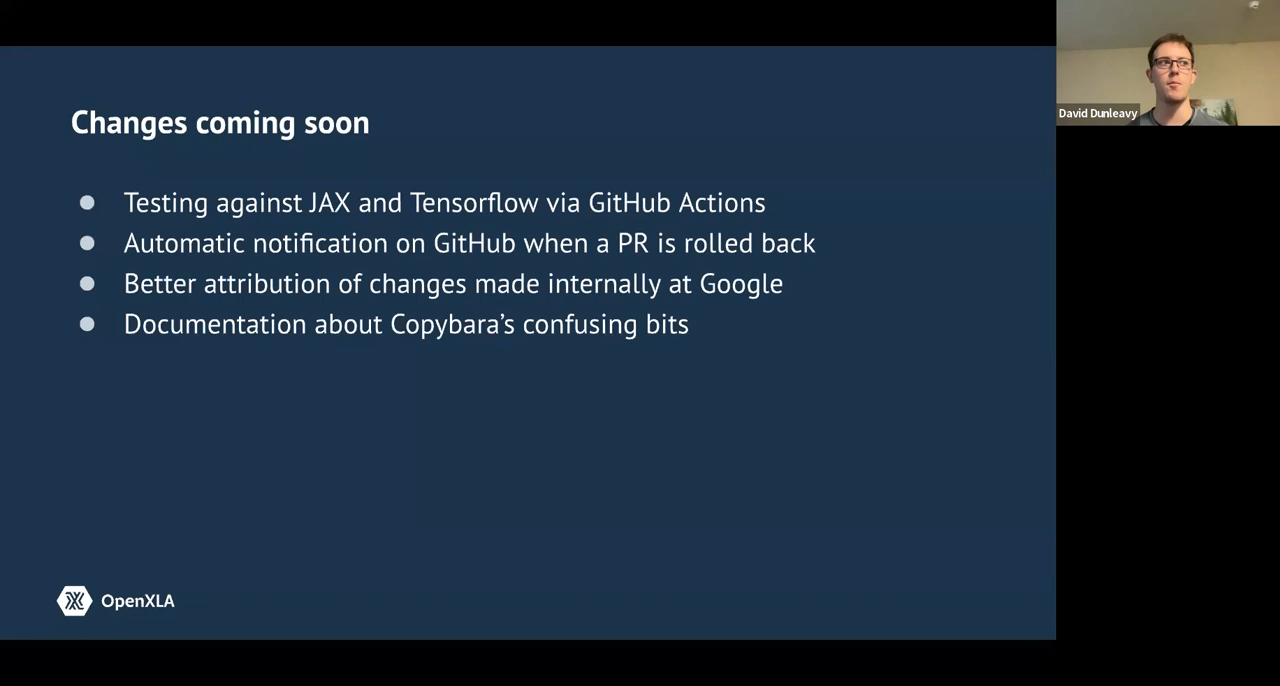 Changes coming soon
David Dunleavy
Testing against JAX and Tensorflow via GitHub Actions
Automatic notification on GitHub when a PR is rolled back
Better attribution of changes made internally at Google
Documentation about Copybara's confusing bits
OpenXLA